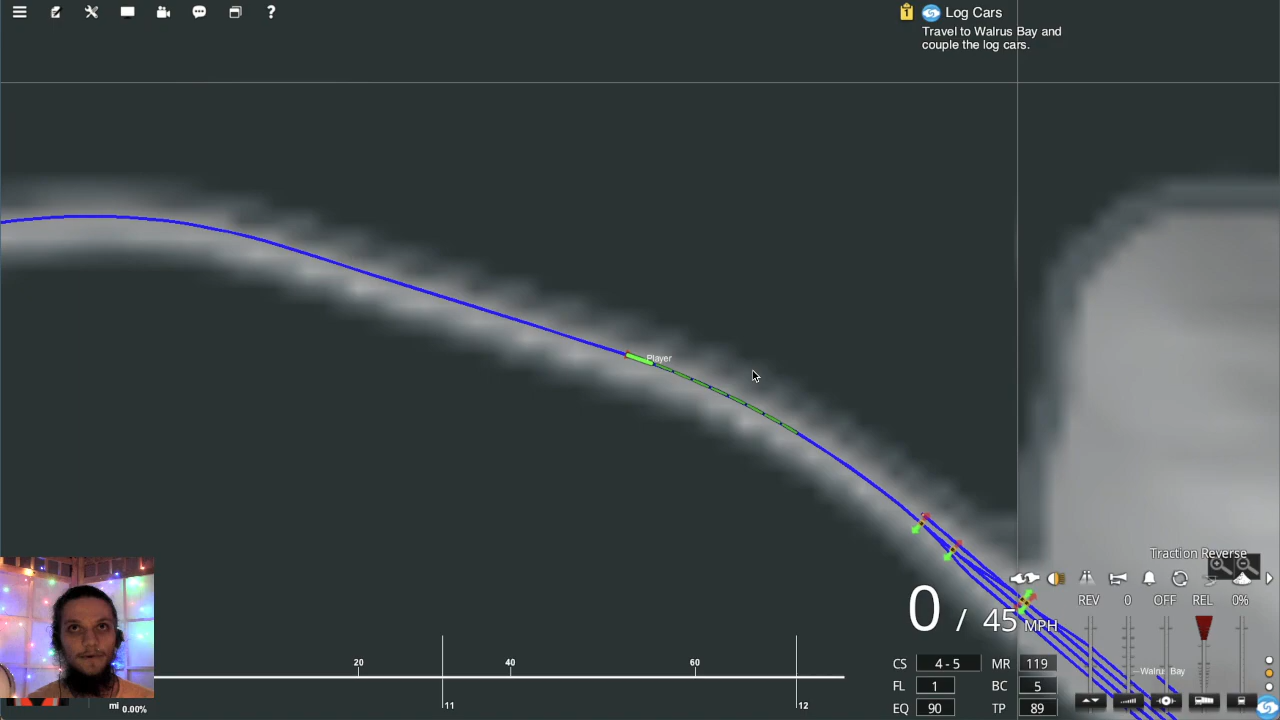 Log Cars
Travel to Walrus Bay and
couple the log cars.
Player
Traction Reverse
REV 0 OFF REL 0%
0 / 45 MPH
Walrus Bay
CS 4 - 5 MR 119
FL 1 BC 5
EQ 90 TP 89
20 40 60
11 12
mi 0.00%